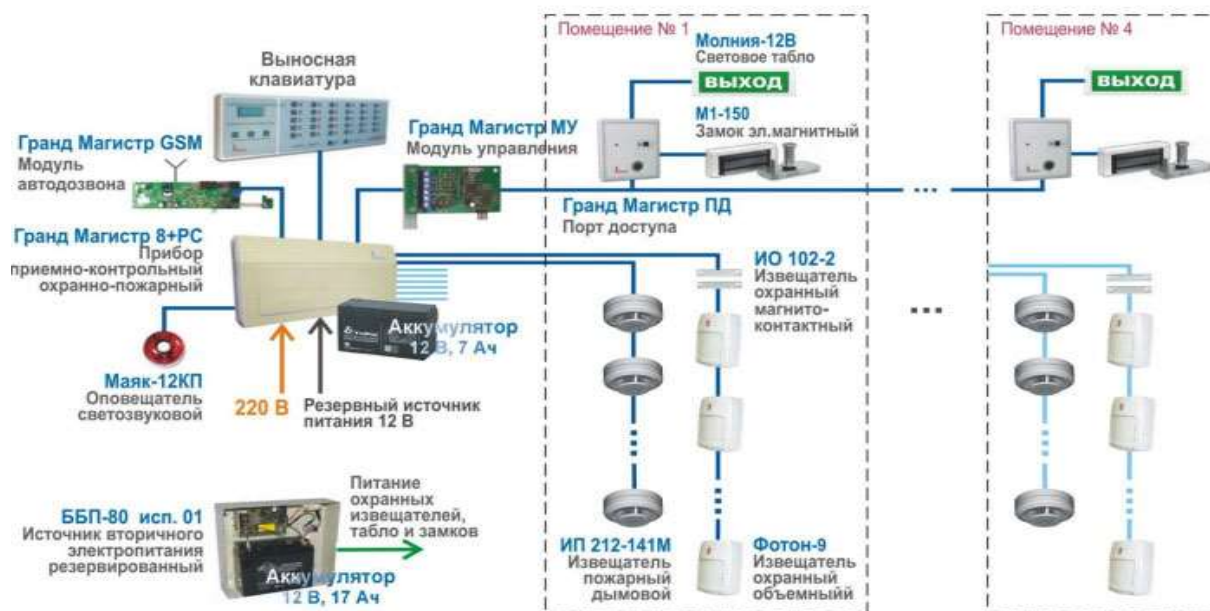 Помещение № 1
Помещение № 4
Молния-12В
Световое табло
ВЫХОД
ВЫХОД
Выносная
клавиатура
М1-150
Замок эл.магнитный
Гранд Магистр GSM
Модуль
автодозвона
Гранд Магистр МУ
Модуль управления
Гранд Магистр ПД
Порт доступа
...
Гранд Магистр 8+РС
Прибор
приемно-контрольный
охранно-пожарный
ИО 102-2
Извещатель
охранный
магнито-
контактный
...
Аккумулятор
12 В, 7 Ач
Маяк-12КП
Оповещатель
светозвуковой
220 В
Резервный источник
питания 12 В
ББП-80 исп. 01
Источник вторичного
электропитания
резервированный
Питание
охранных
извещателей,
табло и замков
Аккумулятор
12 В, 17 Ач
ИП 212-141М
Извещатель
пожарный
дымовой
Фотон-9
Извещатель
охранный
объемныйй